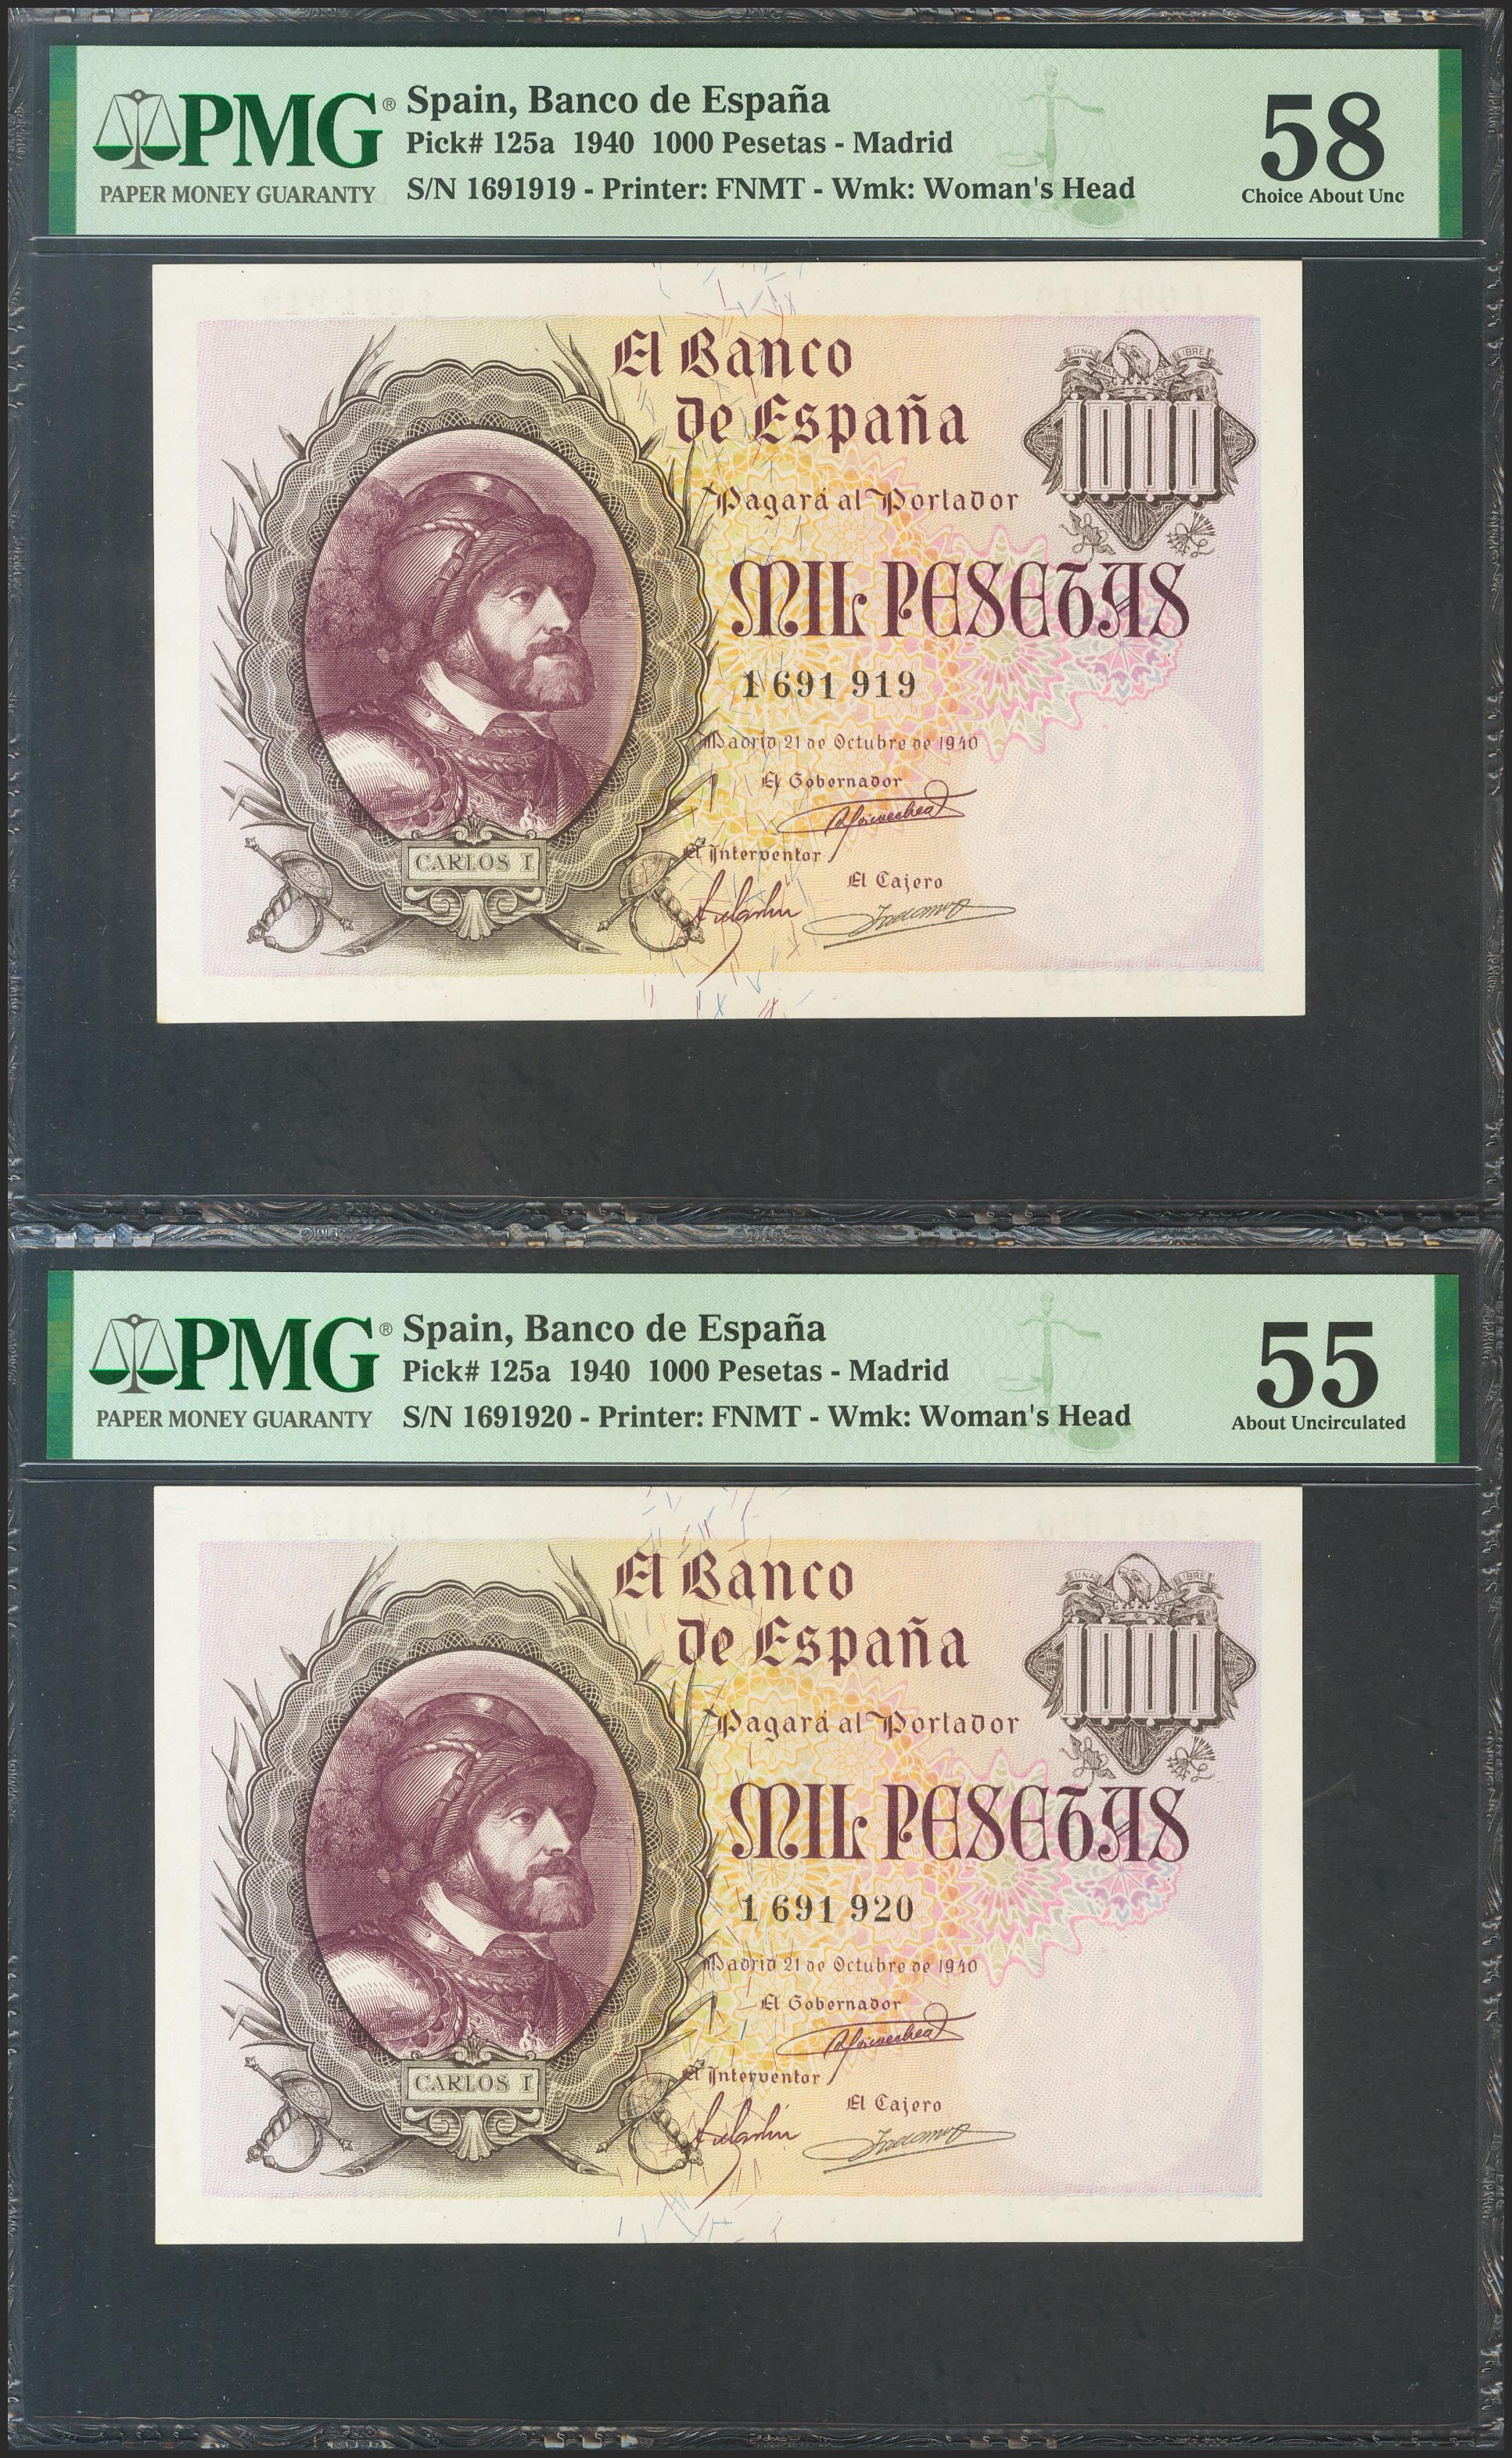 PMG® Spain, Banco de España
Pick# 125a 1940 1000 Pesetas - Madrid
PAPER MONEY GUARANTY S/N 1691919 - Printer: FNMT - Wmk: Woman's Head
58
Choice About Unc
El Banco
de España
UNA LIBRE
1000
Pagará al Portador
MIL PESETAS
1 691 919
Madrid 21 de Octubre de 1940
El Gobernador
El Interventor
El Cajero
CARLOS I
PMG® Spain, Banco de España
Pick# 125a 1940 1000 Pesetas - Madrid
PAPER MONEY GUARANTY S/N 1691920 - Printer: FNMT - Wmk: Woman's Head
55
About Uncirculated
El Banco
de España
UNA LIBRE
1000
Pagará al Portador
MIL PESETAS
1 691 920
Madrid 21 de Octubre de 1940
El Gobernador
El Interventor
El Cajero
CARLOS I